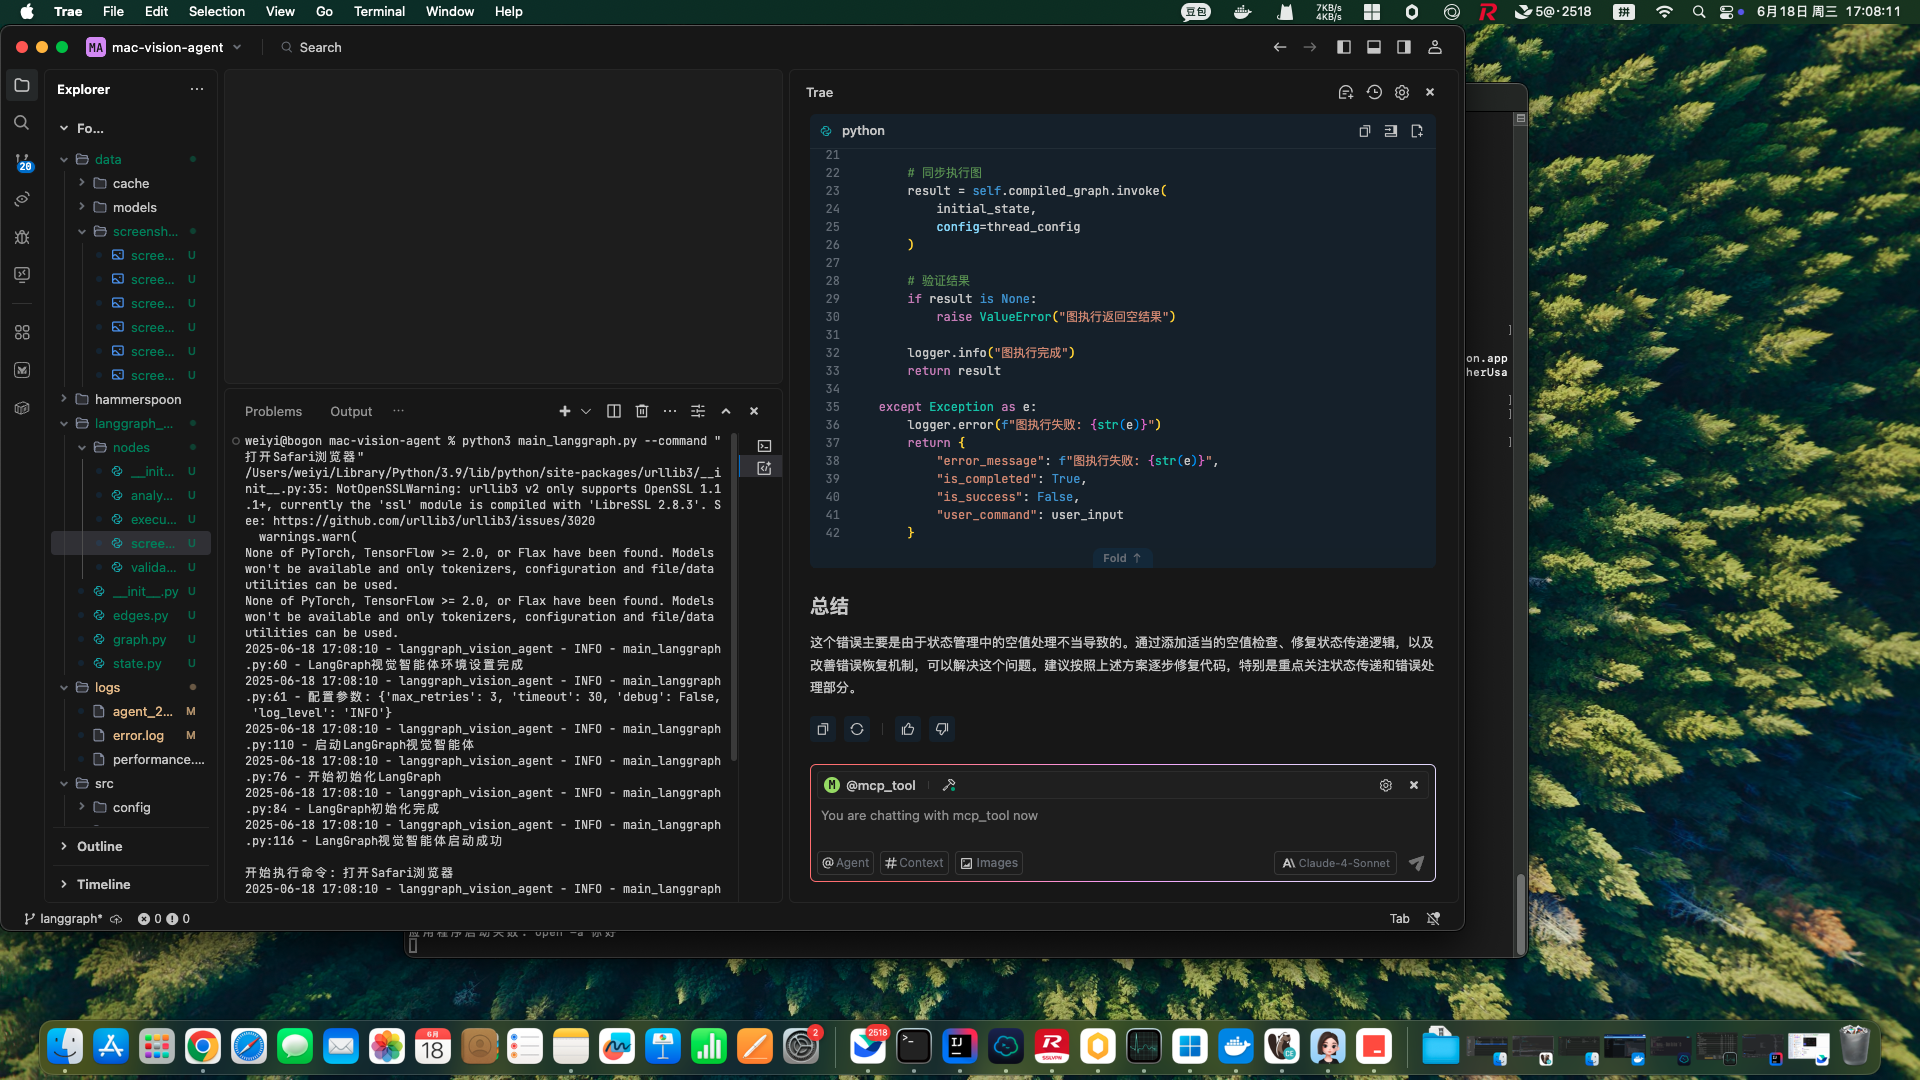 Trae File Edit Selection View Go Terminal Window Help
豆包 7KB/s 4KB/s 5@·2518 拼 6月18日 周三 17:08:11
MA mac-vision-agent Search
Explorer
Fo...
data
cache
models
screensh...
scree... U
scree... U
scree... U
scree... U
scree... U
scree... U
hammerspoon
langgraph_...
nodes
__init... U
analy... U
execu... U
scree... U
valida... U
__init__.py U
edges.py U
graph.py U
state.py U
logs
agent_2... M
error.log M
performance....
src
config
Outline
Timeline
20
Problems Output ...
weiyi@bogon mac-vision-agent % python3 main_langgraph.py --command "
打开Safari浏览器"
/Users/weiyi/Library/Python/3.9/lib/python/site-packages/urllib3/__i
nit__.py:35: NotOpenSSLWarning: urllib3 v2 only supports OpenSSL 1.1
.1+, currently the 'ssl' module is compiled with 'LibreSSL 2.8.3'. S
ee: https://github.com/urllib3/urllib3/issues/3020
warnings.warn(
None of PyTorch, TensorFlow >= 2.0, or Flax have been found. Models
won't be available and only tokenizers, configuration and file/data
utilities can be used.
None of PyTorch, TensorFlow >= 2.0, or Flax have been found. Models
won't be available and only tokenizers, configuration and file/data
utilities can be used.
2025-06-18 17:08:10 - langgraph_vision_agent - INFO - main_langgraph
.py:60 - LangGraph视觉智能体环境设置完成
2025-06-18 17:08:10 - langgraph_vision_agent - INFO - main_langgraph
.py:61 - 配置参数: {'max_retries': 3, 'timeout': 30, 'debug': False,
'log_level': 'INFO'}
2025-06-18 17:08:10 - langgraph_vision_agent - INFO - main_langgraph
.py:110 - 启动LangGraph视觉智能体
2025-06-18 17:08:10 - langgraph_vision_agent - INFO - main_langgraph
.py:76 - 开始初始化LangGraph
2025-06-18 17:08:10 - langgraph_vision_agent - INFO - main_langgraph
.py:84 - LangGraph初始化完成
2025-06-18 17:08:10 - langgraph_vision_agent - INFO - main_langgraph
.py:116 - LangGraph视觉智能体启动成功
开始执行命令: 打开Safari浏览器
2025-06-18 17:08:10 - langgraph_vision_agent - INFO - main_langgraph
Trae
python
21
22 # 同步执行图
23 result = self.compiled_graph.invoke(
24 initial_state,
25 config=thread_config
26 )
27
28 # 验证结果
29 if result is None:
30 raise ValueError("图执行返回空结果")
31
32 logger.info("图执行完成")
33 return result
34
35 except Exception as e:
36 logger.error(f"图执行失败: {str(e)}")
37 return {
38 "error_message": f"图执行失败: {str(e)}",
39 "is_completed": True,
40 "is_success": False,
41 "user_command": user_input
42 }
Fold ↑
总结
这个错误主要是由于状态管理中的空值处理不当导致的。通过添加适当的空值检查、修复状态传递逻辑，以及
改善错误恢复机制，可以解决这个问题。建议按照上述方案逐步修复代码，特别是重点关注状态传递和错误处
理部分。
M @mcp_tool
You are chatting with mcp_tool now
@ Agent # Context Images Claude-4-Sonnet
langgraph* 0 0 Tab
]
on.app
herUsa
]
]
]
应用程序启动失败: open -a 你好
6月
18
2
2518